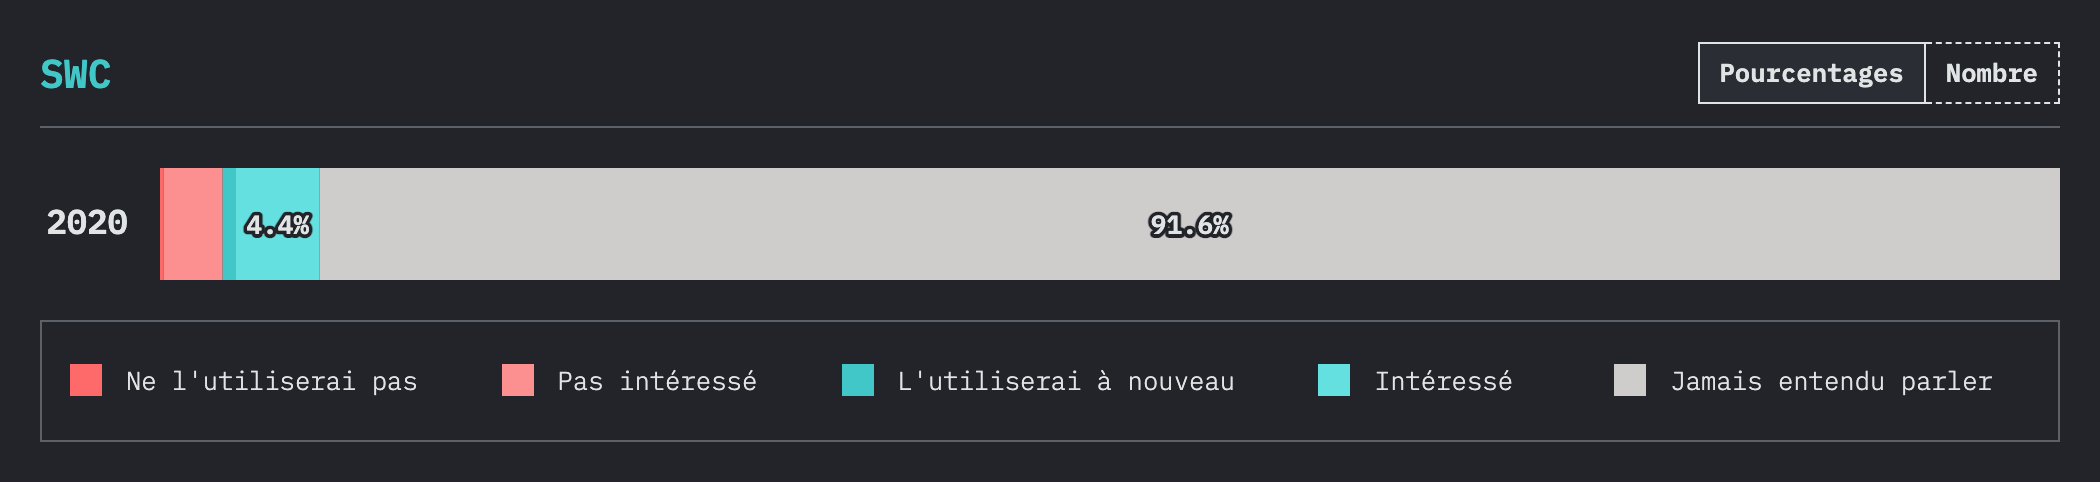 SWC
Pourcentages Nombre
2020 4.4% 91.6%
Ne l'utiliserai pas Pas intéressé L'utiliserai à nouveau Intéressé Jamais entendu parler